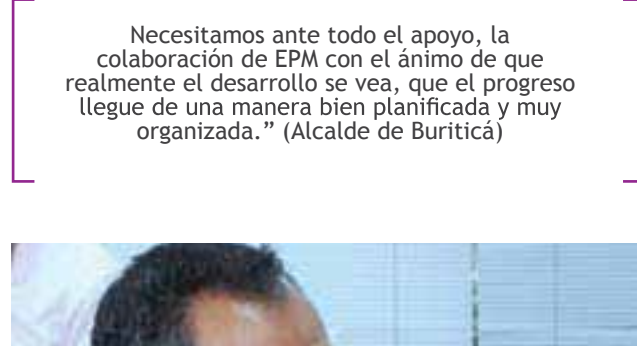 Necesitamos ante todo el apoyo, la
colaboración de EPM con el ánimo de que
realmente el desarrollo se vea, que el progreso
llegue de una manera bien planificada y muy
organizada.” (Alcalde de Buriticá)